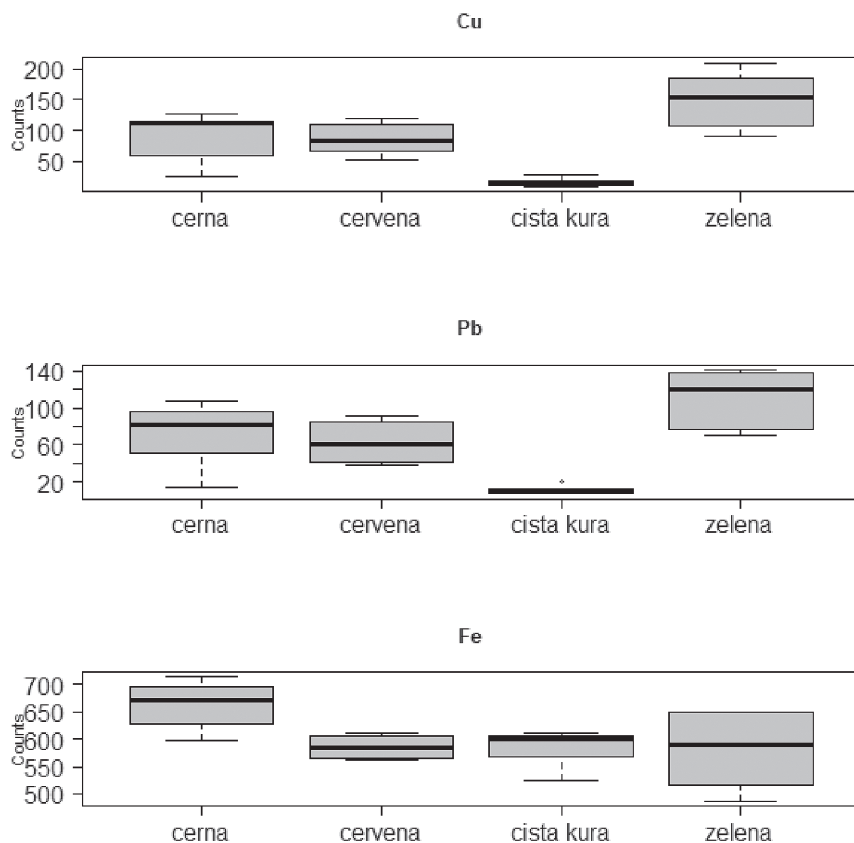 Cu
Counts
200
150
100
50
cerna cervena cista kura zelena
Pb
Counts
140
100
60
20
cerna cervena cista kura zelena
Fe
Counts
700
650
600
550
500
cerna cervena cista kura zelena